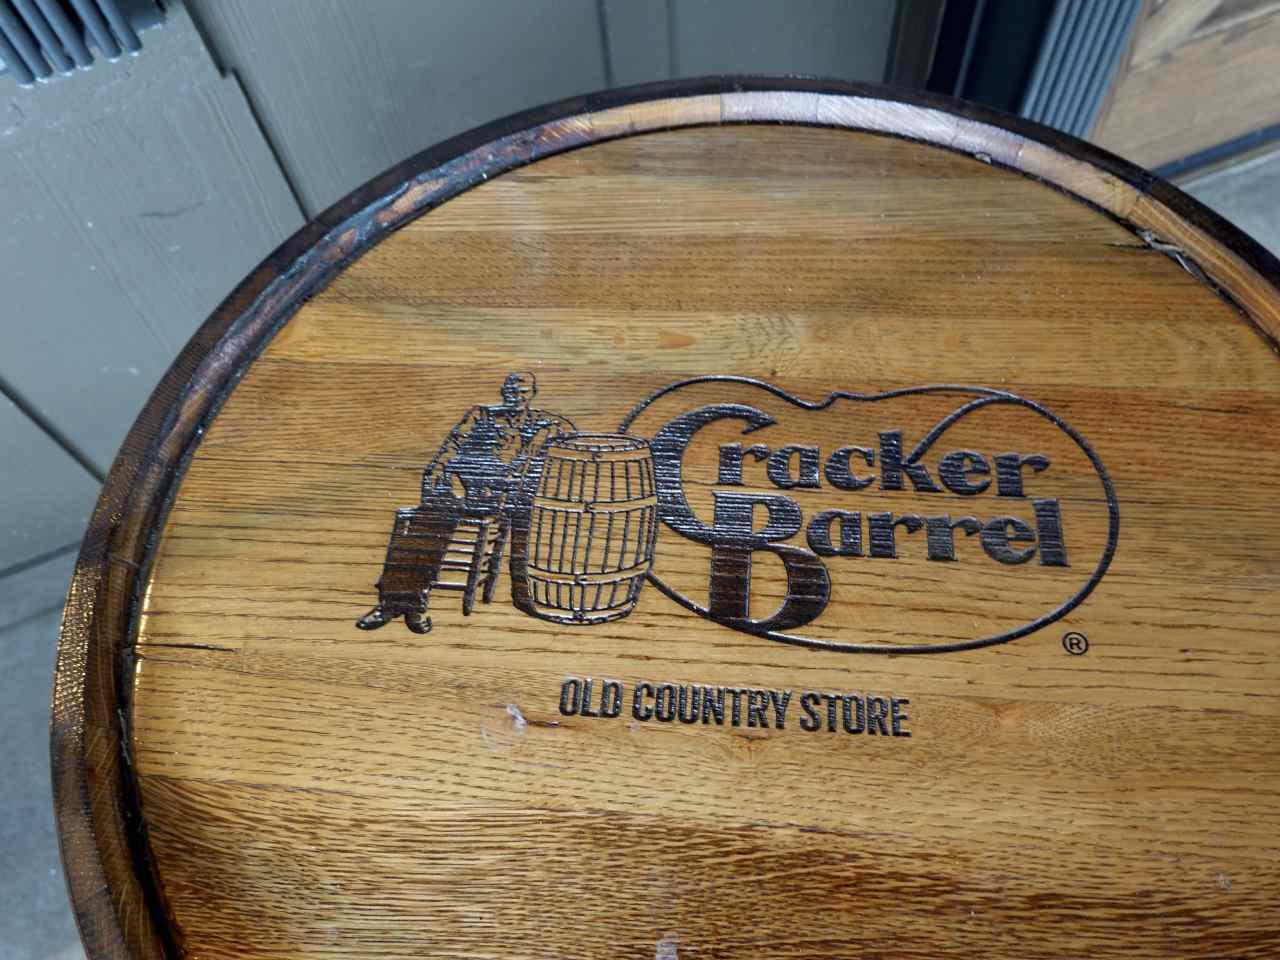 Cracker
Barrel
®
OLD COUNTRY STORE